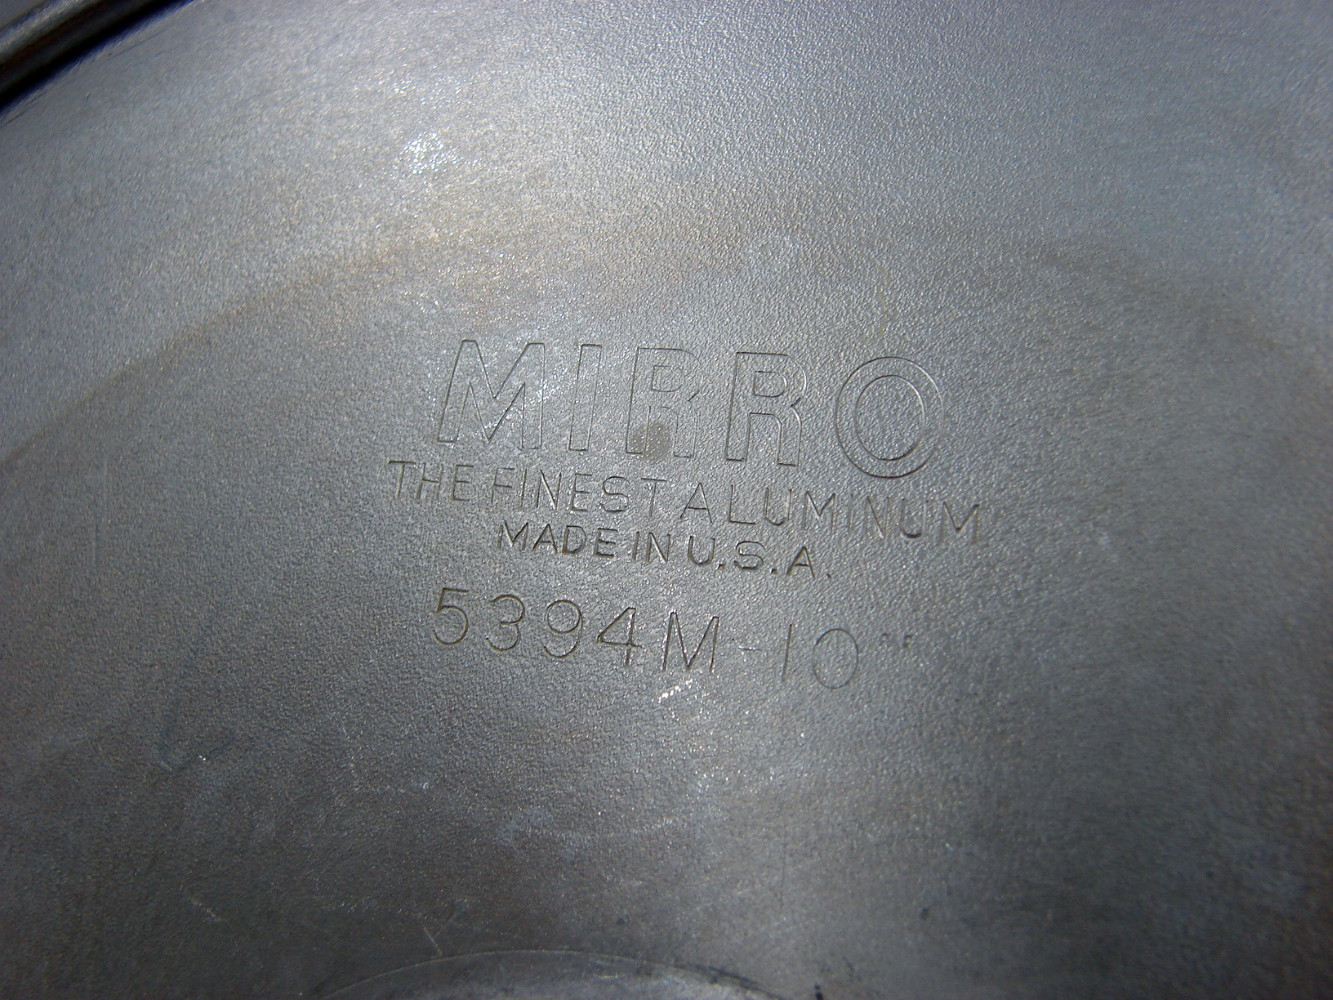 MIRRO
THE FINEST ALUMINUM
MADE IN U.S.A.
5394M-10"